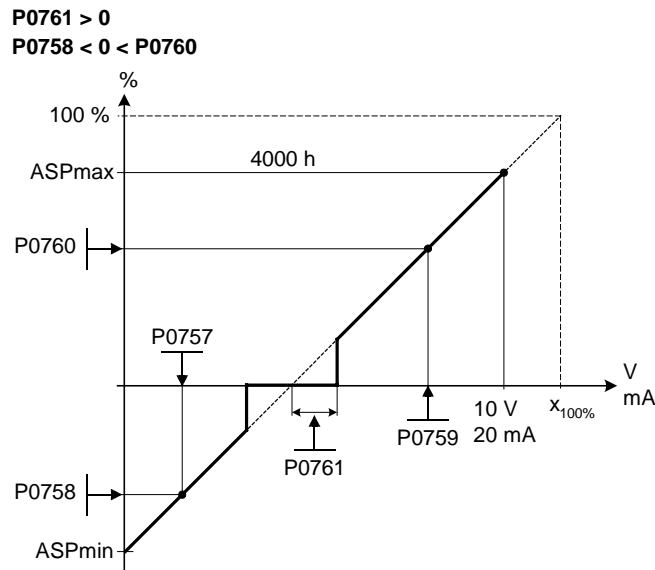 P0761 > 0
P0758 < 0 < P0760
%
100 %
4000 h
ASPmax
P0760
P0757
V
mA
10 V
20 mA
x100%
P0759
P0761
P0758
ASPmin